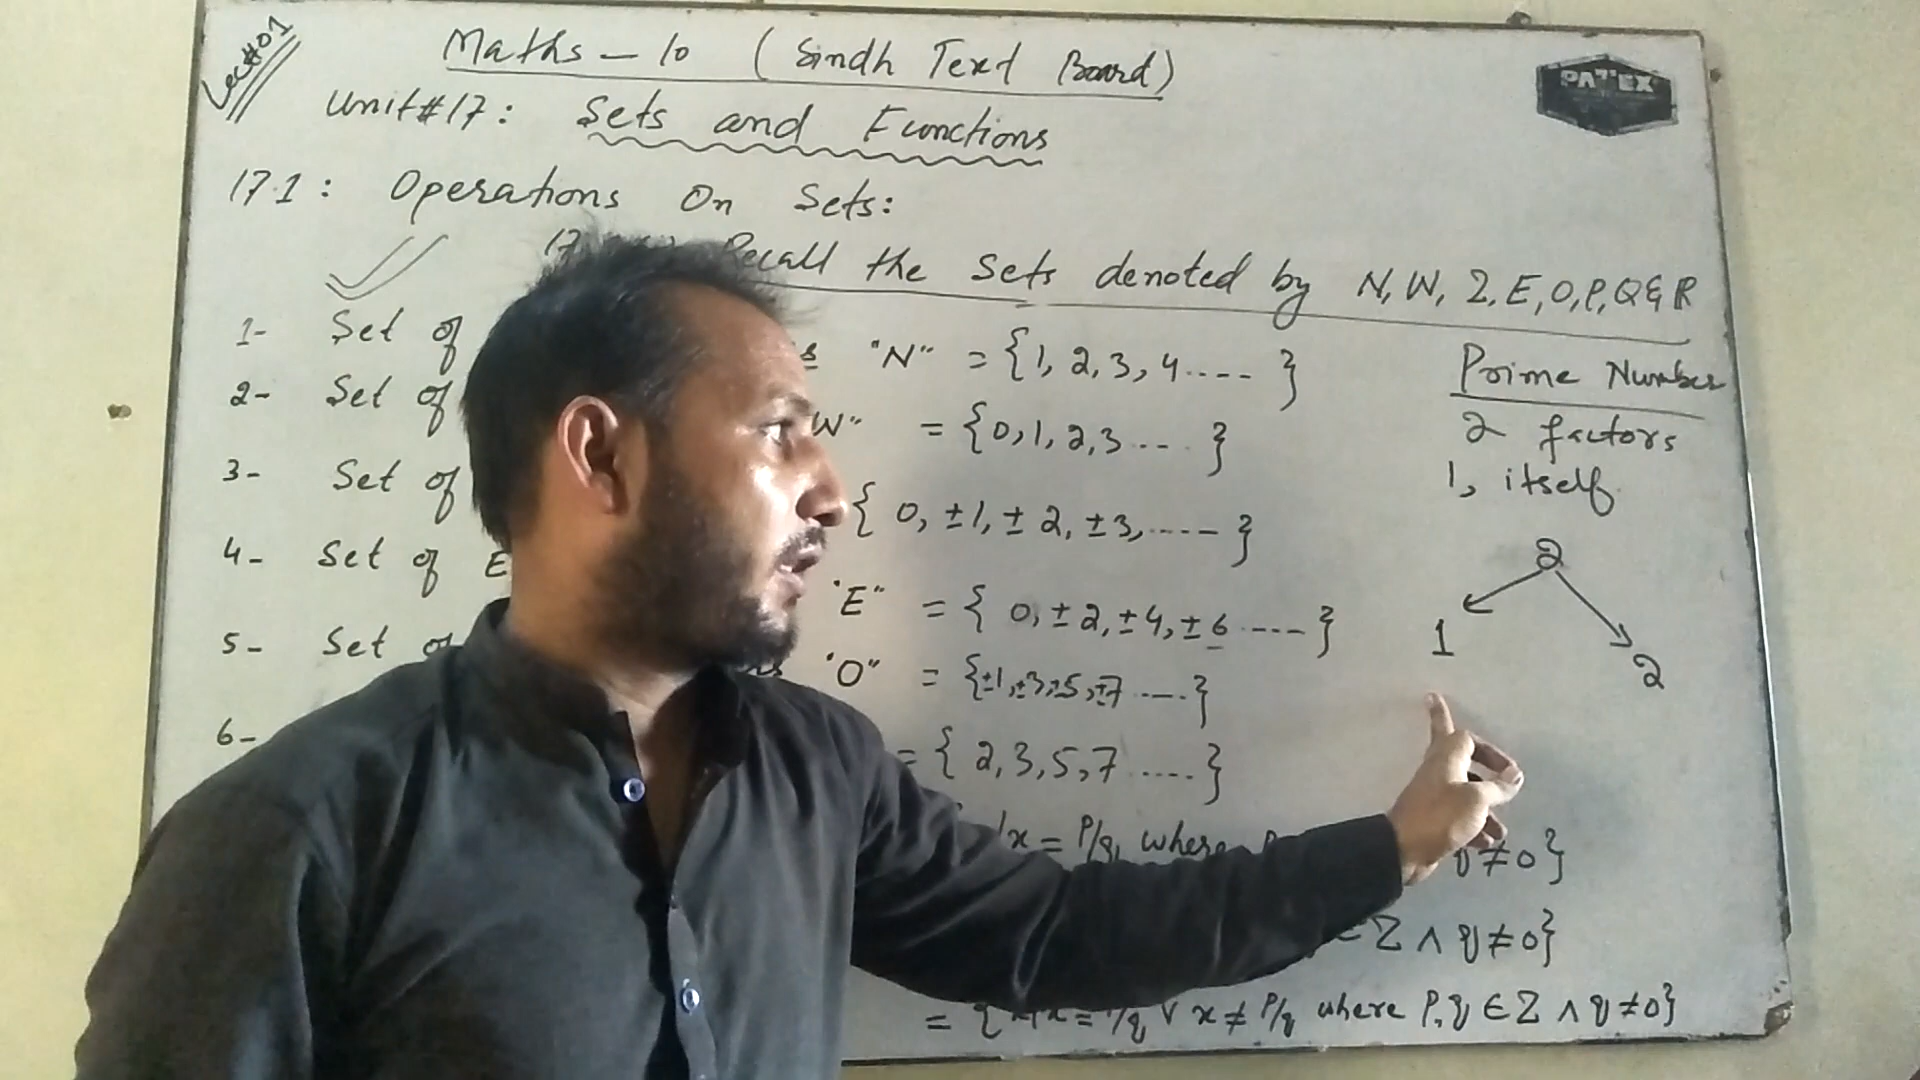 Lec#01
Maths - 10 (Sindh Text Board)
PA EX
Unit#17: Sets and Functions
17.1: Operations On Sets:
Recall the Sets denoted by N, W, Z, E, O, P, Q & R
1- Set of "N" = {1, 2, 3, 4 .... }
2- Set of "W" = {0, 1, 2, 3 .... }
3- Set of { 0, ±1, ± 2, ±3, ..... }
4- Set of E "E" = { 0, ± 2, ± 4, ± 6 .... }
5- Set of "O" = {±1, ±3, ±5, ±7 .... }
6- = { 2, 3, 5, 7 ..... }
x = P/q, where q ≠ 0}
∈ Z ∧ q ≠ 0}
= P/q ∨ x ≠ P/q where P, q ∈ Z ∧ q ≠ 0}
Prime Number
2 factors
1, itself
2
1
2